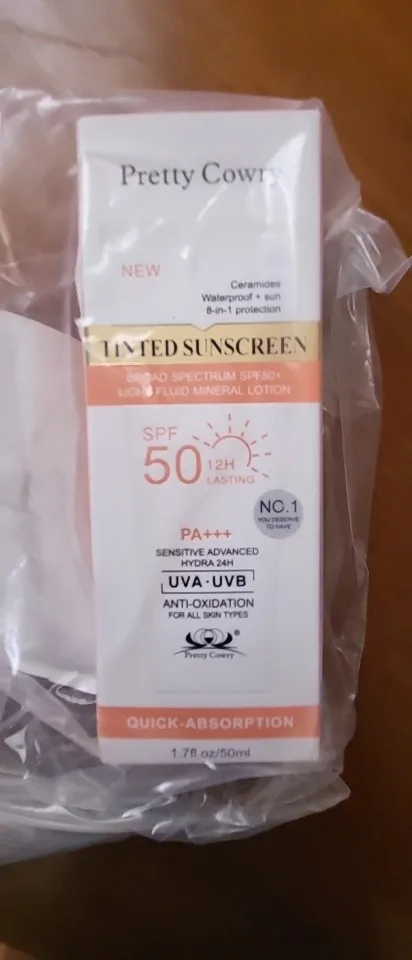 Pretty Cowry
NEW
Ceramides
Waterproof + sun
8-in-1 protection
TINTED SUNSCREEN
BROAD SPECTRUM SPF50+
LIGHT FLUID MINERAL LOTION
SPF
50
12H
LASTING
NO.1
YOU DESERVE
TO HAVE
PA+++
SENSITIVE ADVANCED
HYDRA 24H
UVA·UVB
ANTI-OXIDATION
FOR ALL SKIN TYPES
®
Pretty Cowry
QUICK-ABSORPTION
1.7fl oz/50ml